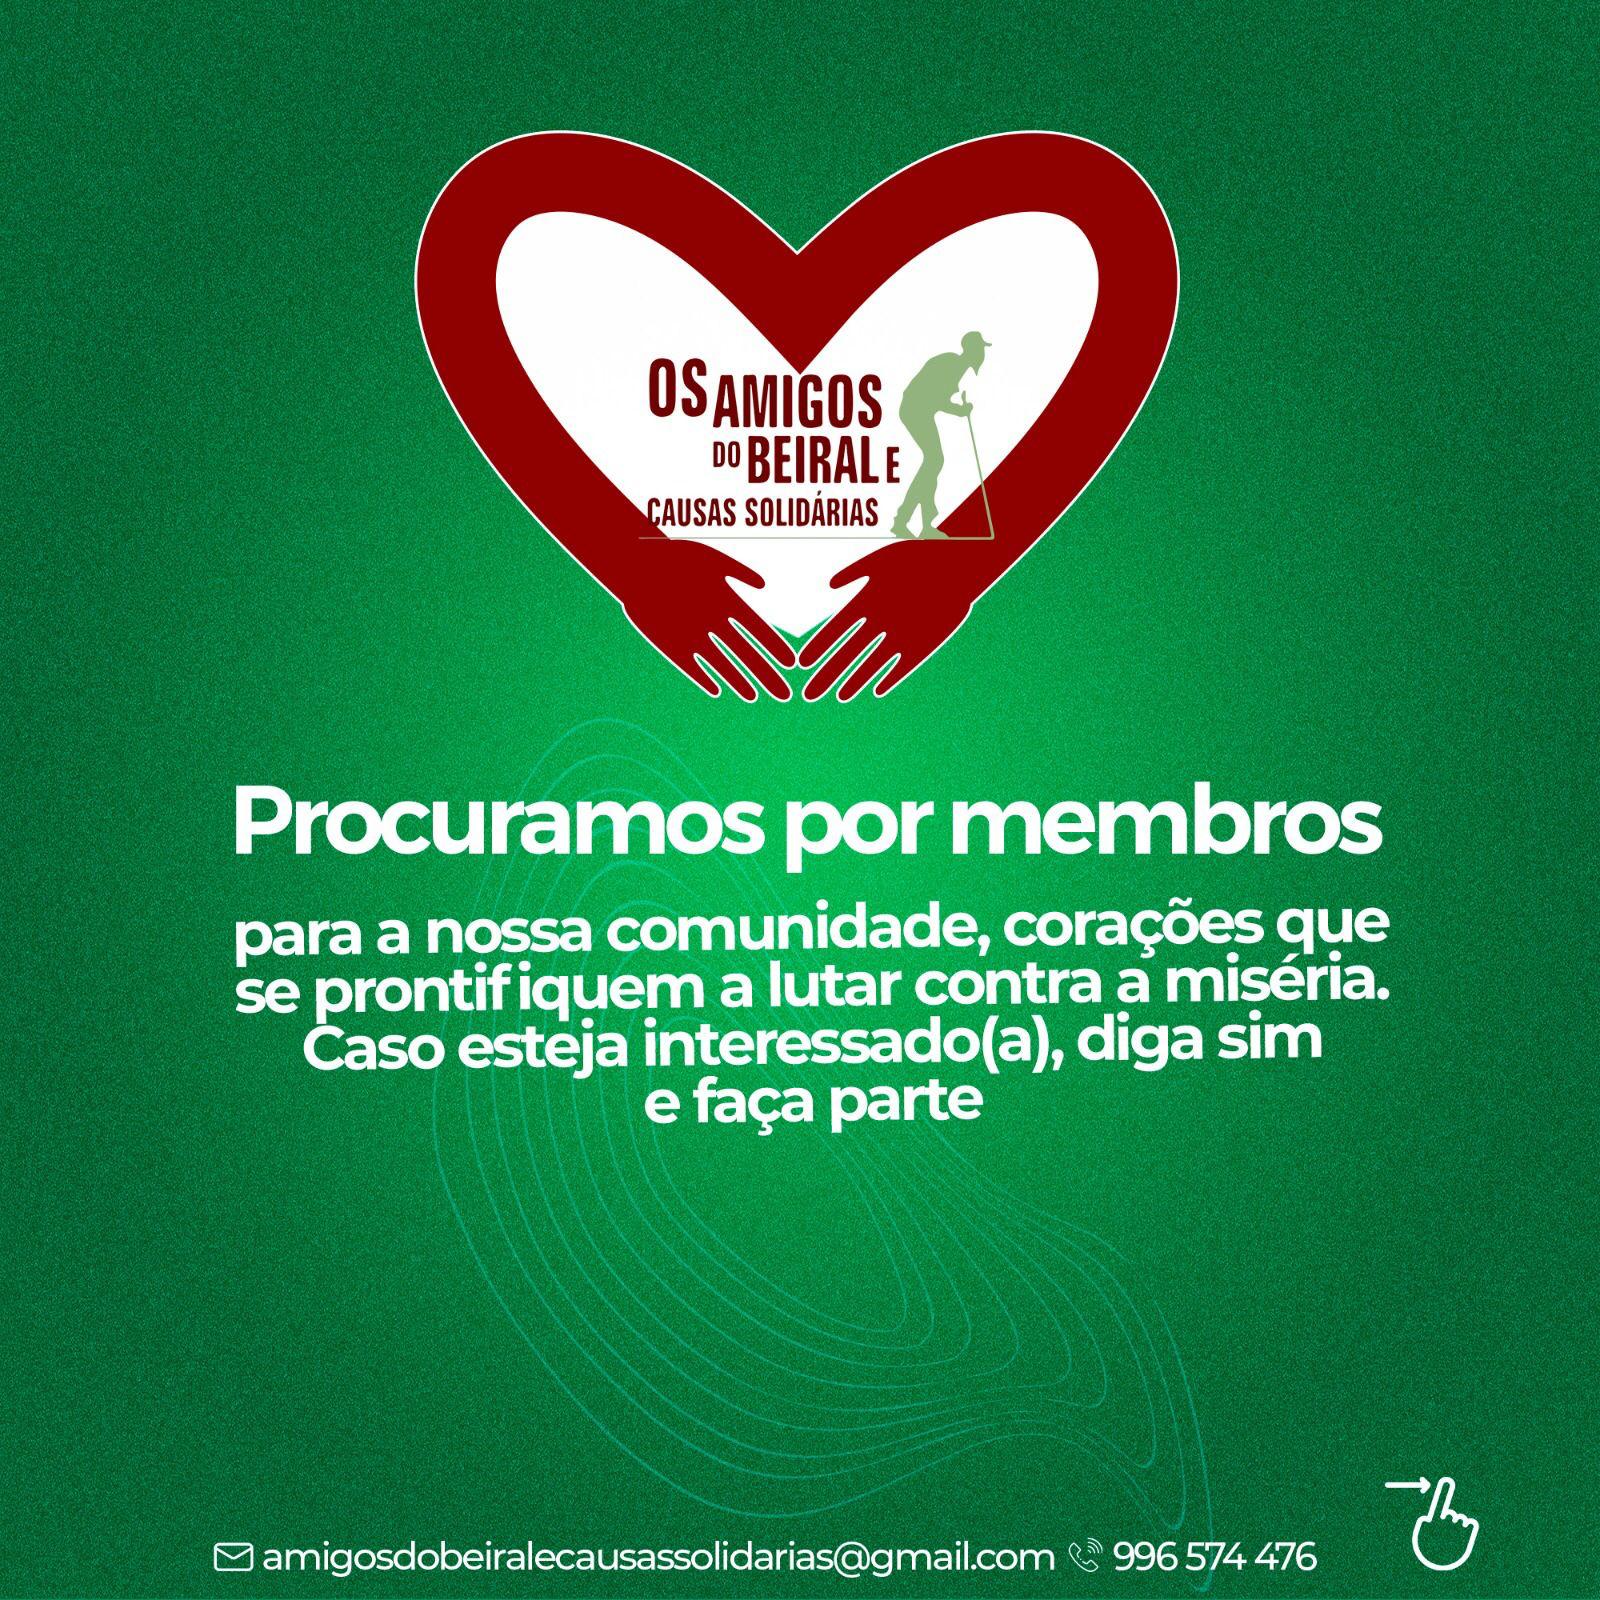 OS AMIGOS
DO BEIRAL E
CAUSAS SOLIDÁRIAS
Procuramos por membros
para a nossa comunidade, corações que
se prontifiquem a lutar contra a miséria.
Caso esteja interessado(a), diga sim
e faça parte
amigosdobeiralecausassolidarias@gmail.com 996 574 476